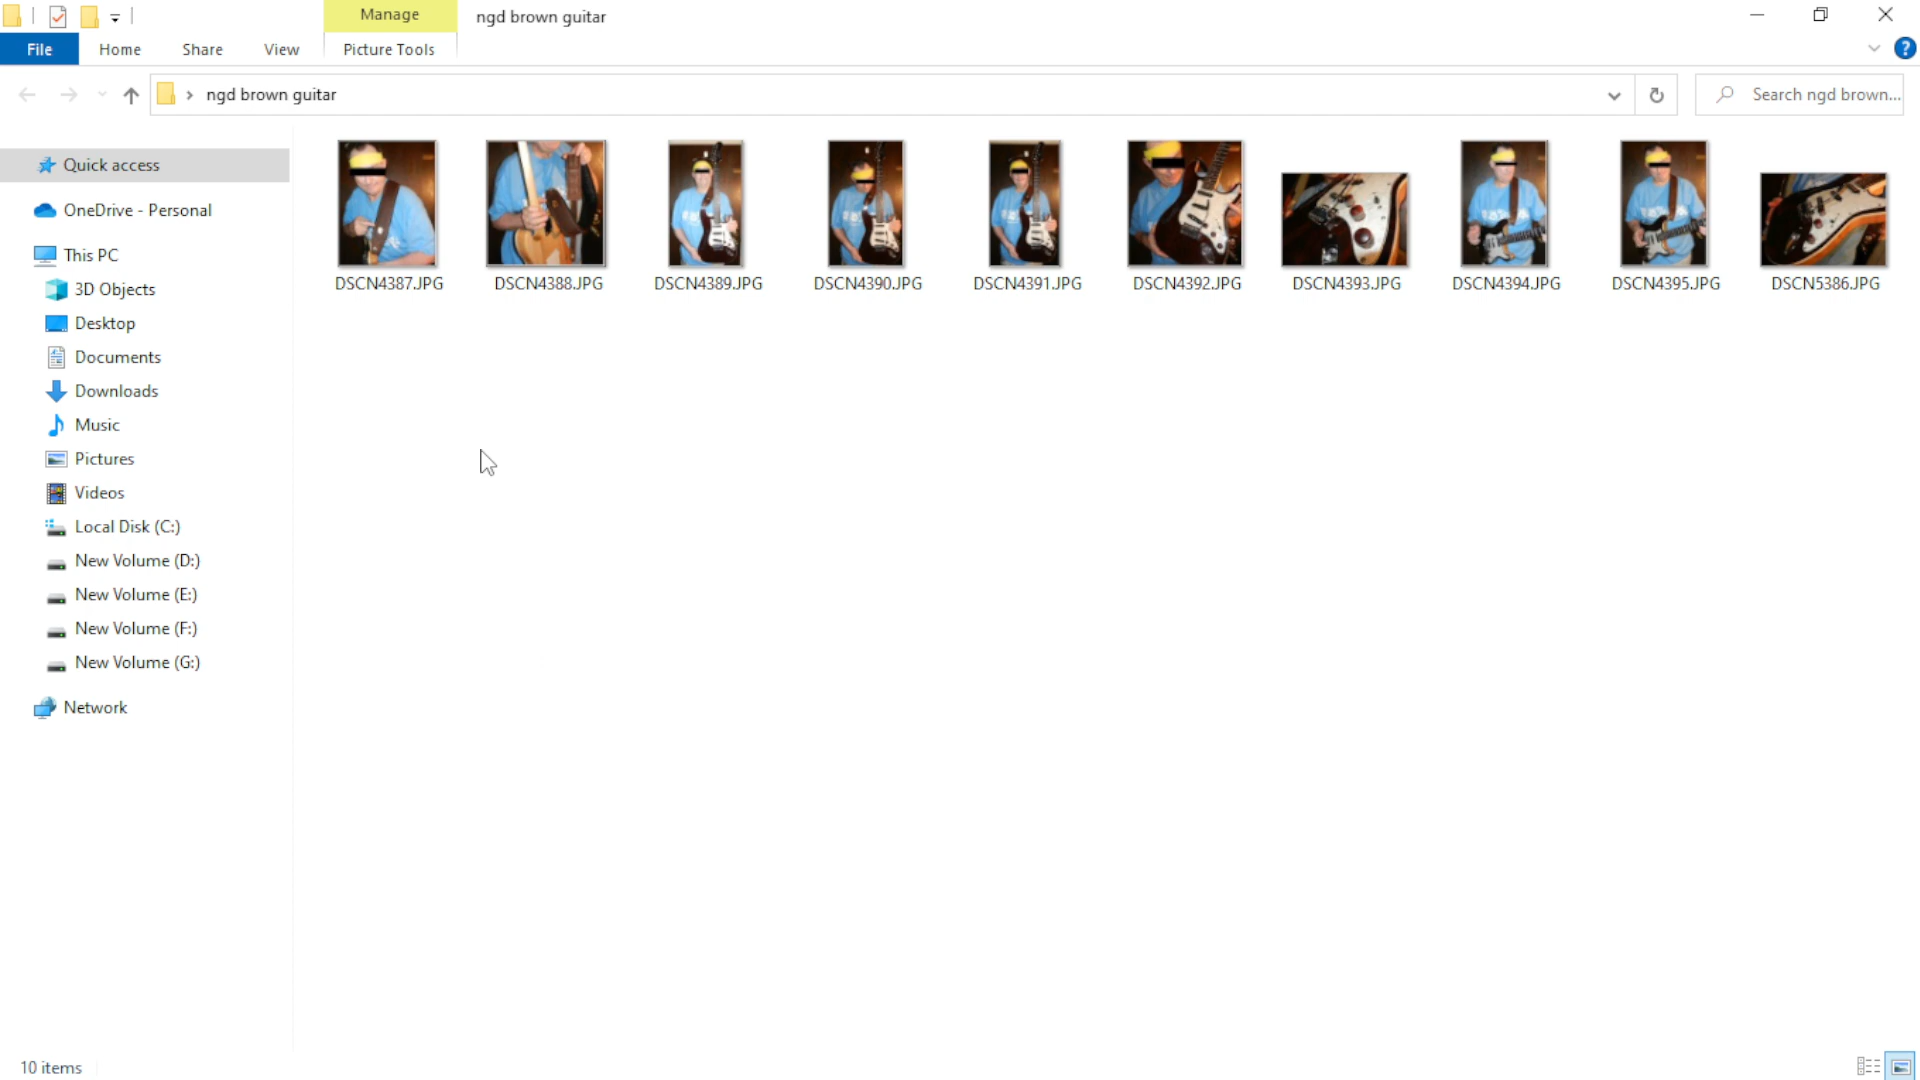 Manage
ngd brown guitar
File
Home
Share
View
Picture Tools
ngd brown guitar
Search ngd brown...
Quick access
OneDrive - Personal
This PC
3D Objects
Desktop
Documents
Downloads
Music
Pictures
Videos
Local Disk (C:)
New Volume (D:)
New Volume (E:)
New Volume (F:)
New Volume (G:)
Network
DSCN4387.JPG
DSCN4388.JPG
DSCN4389.JPG
DSCN4390.JPG
DSCN4391.JPG
DSCN4392.JPG
DSCN4393.JPG
DSCN4394.JPG
DSCN4395.JPG
DSCN5386.JPG
10 items